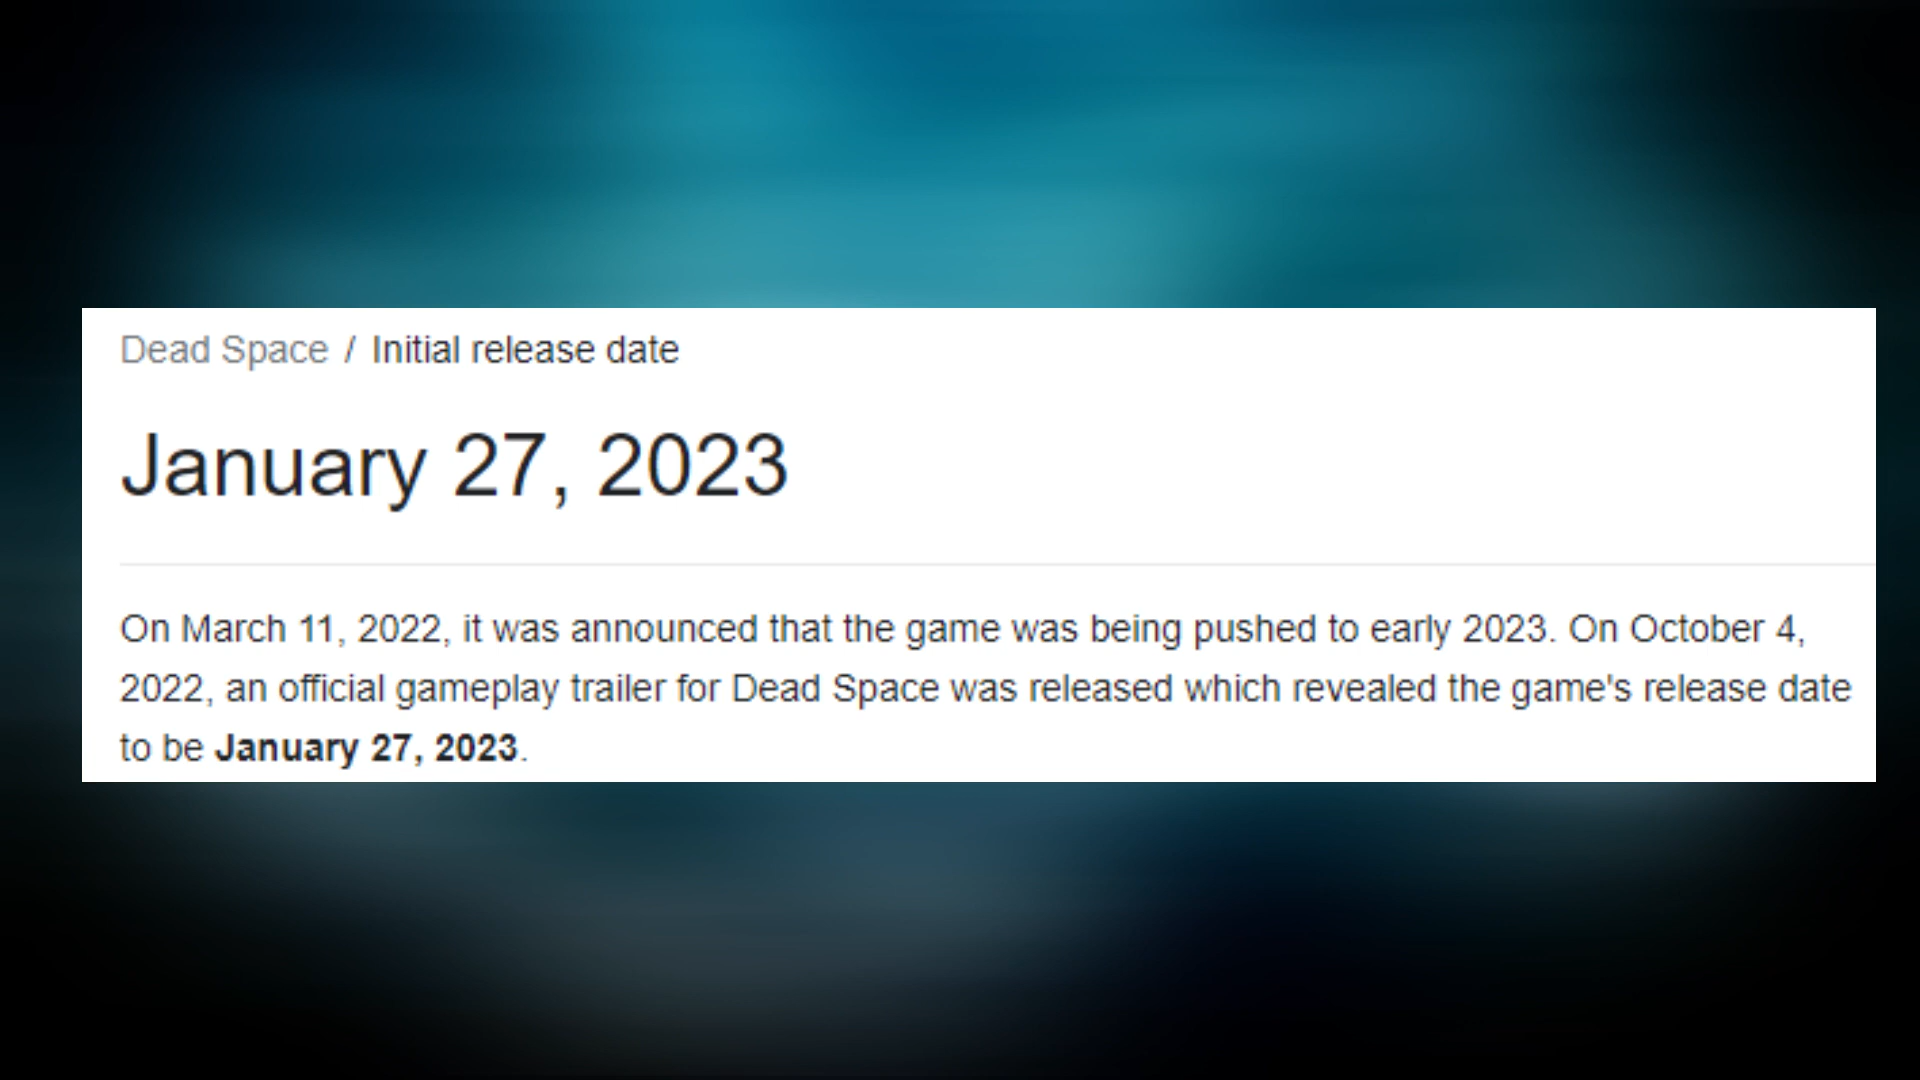 Dead Space / Initial release date
January 27, 2023
On March 11, 2022, it was announced that the game was being pushed to early 2023. On October 4,
2022, an official gameplay trailer for Dead Space was released which revealed the game's release date
to be January 27, 2023.